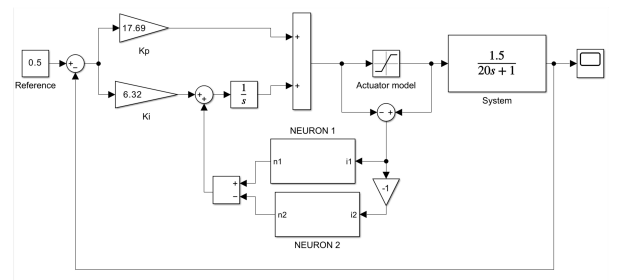 17.69
Kp
0.5
Reference
6.32
Ki
1
s
+
+
Actuator model
1.5
20s + 1
System
NEURON 1
n1
i1
-1
n2
i2
NEURON 2
+
−
− +
+
−
+
+